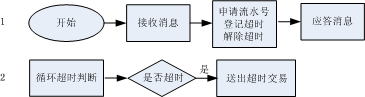 1
开始
接收消息
申请流水号
登记超时
解除超时
应答消息
2
循环超时判断
是否超时
是
送出超时交易